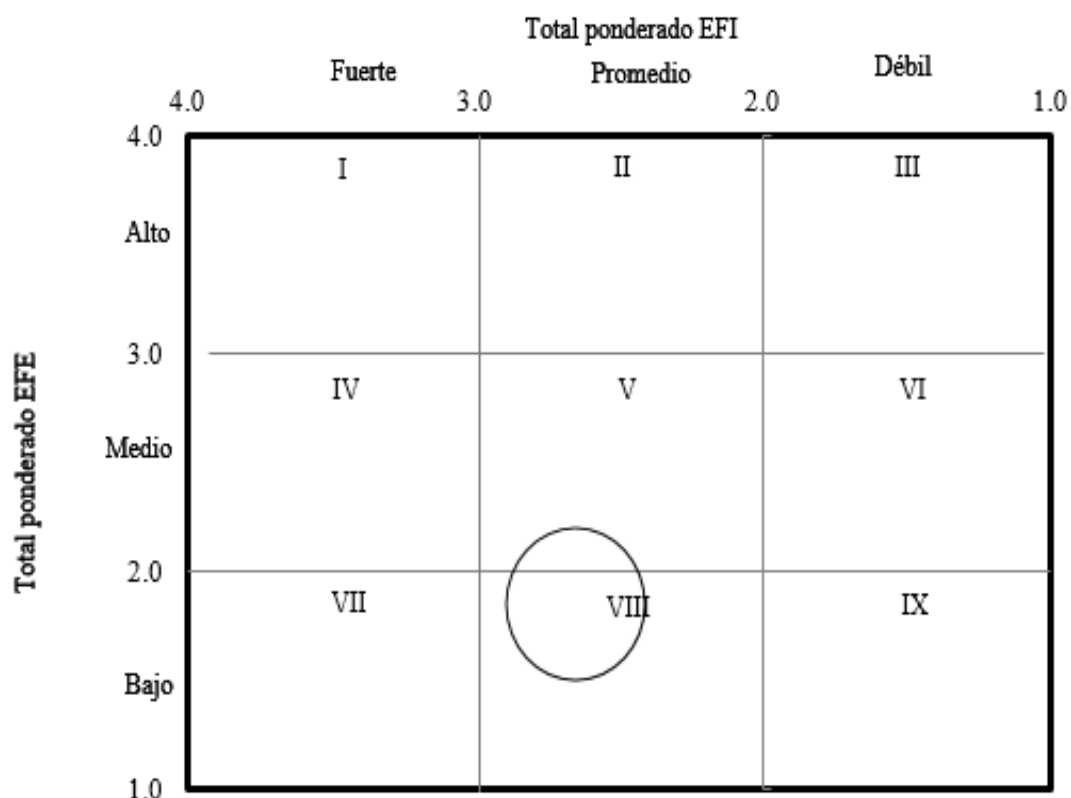 Total ponderado EFI
Fuerte Promedio Débil
4.0 3.0 2.0 1.0
4.0
I II III
Alto
3.0
IV V VI
Total ponderado EFE
Medio
2.0
VII VIII IX
Bajo
1.0